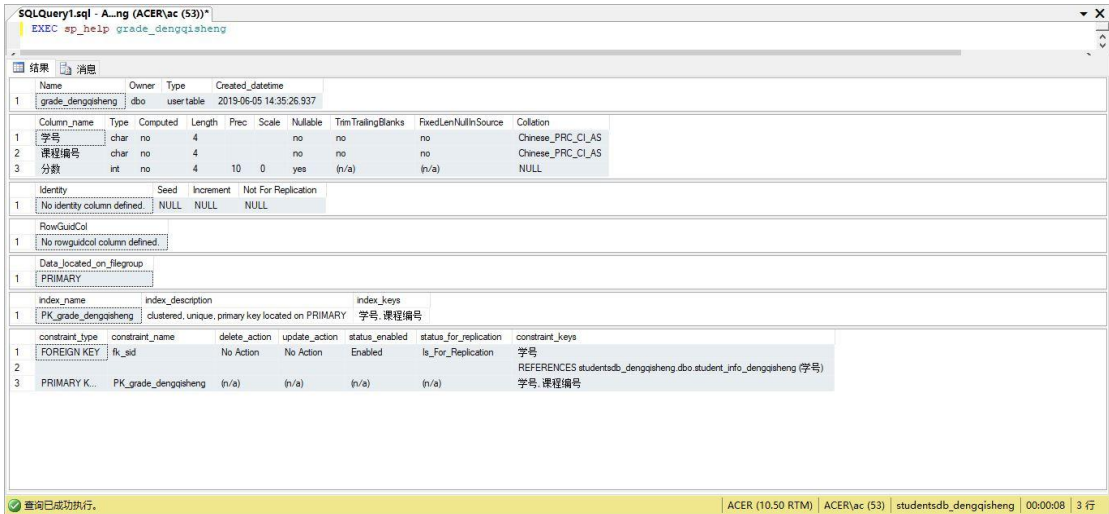 SQLQuery1.sql - A...ng (ACER\ac (53))*
EXEC sp_help grade_dengqisheng
结果 消息
Name Owner Type Created_datetime
1 grade_dengqisheng dbo user table 2019-06-05 14:35:26.937
Column_name Type Computed Length Prec Scale Nullable TrimTrailingBlanks FixedLenNullInSource Collation
1 学号 char no 4 no no no Chinese_PRC_CI_AS
2 课程编号 char no 4 no no no Chinese_PRC_CI_AS
3 分数 int no 4 10 0 yes (n/a) (n/a) NULL
Identity Seed Increment Not For Replication
1 No identity column defined. NULL NULL NULL
RowGuidCol
1 No rowguidcol column defined.
Data_located_on_filegroup
1 PRIMARY
index_name index_description index_keys
1 PK_grade_dengqisheng clustered, unique, primary key located on PRIMARY 学号, 课程编号
constraint_type constraint_name delete_action update_action status_enabled status_for_replication constraint_keys
1 FOREIGN KEY fk_sid No Action No Action Enabled Is_For_Replication 学号
2 REFERENCES studentsdb_dengqisheng.dbo.student_info_dengqisheng (学号)
3 PRIMARY K... PK_grade_dengqisheng (n/a) (n/a) (n/a) (n/a) 学号, 课程编号
查询已成功执行。 ACER (10.50 RTM) ACER\ac (53) studentsdb_dengqisheng 00:00:08 3 行